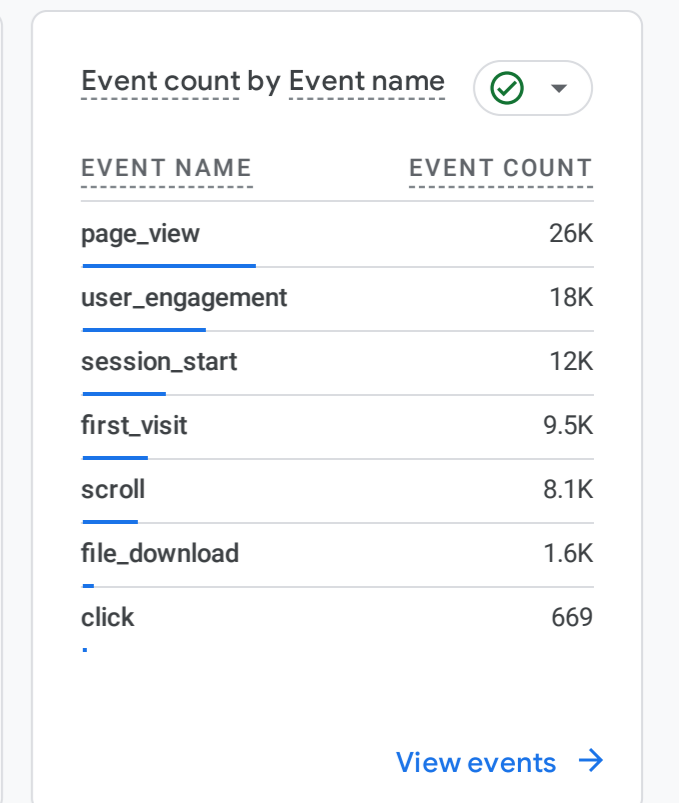 Event count by Event name
EVENT NAME EVENT COUNT
page_view 26K
user_engagement 18K
session_start 12K
first_visit 9.5K
scroll 8.1K
file_download 1.6K
click 669
View events